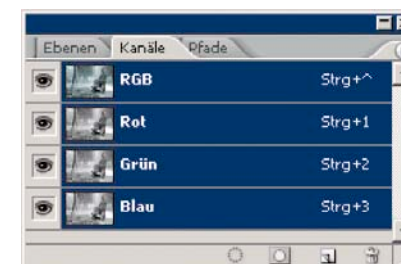 Ebenen Kanäle Pfade
RGB Strg+^
Rot Strg+1
Grün Strg+2
Blau Strg+3